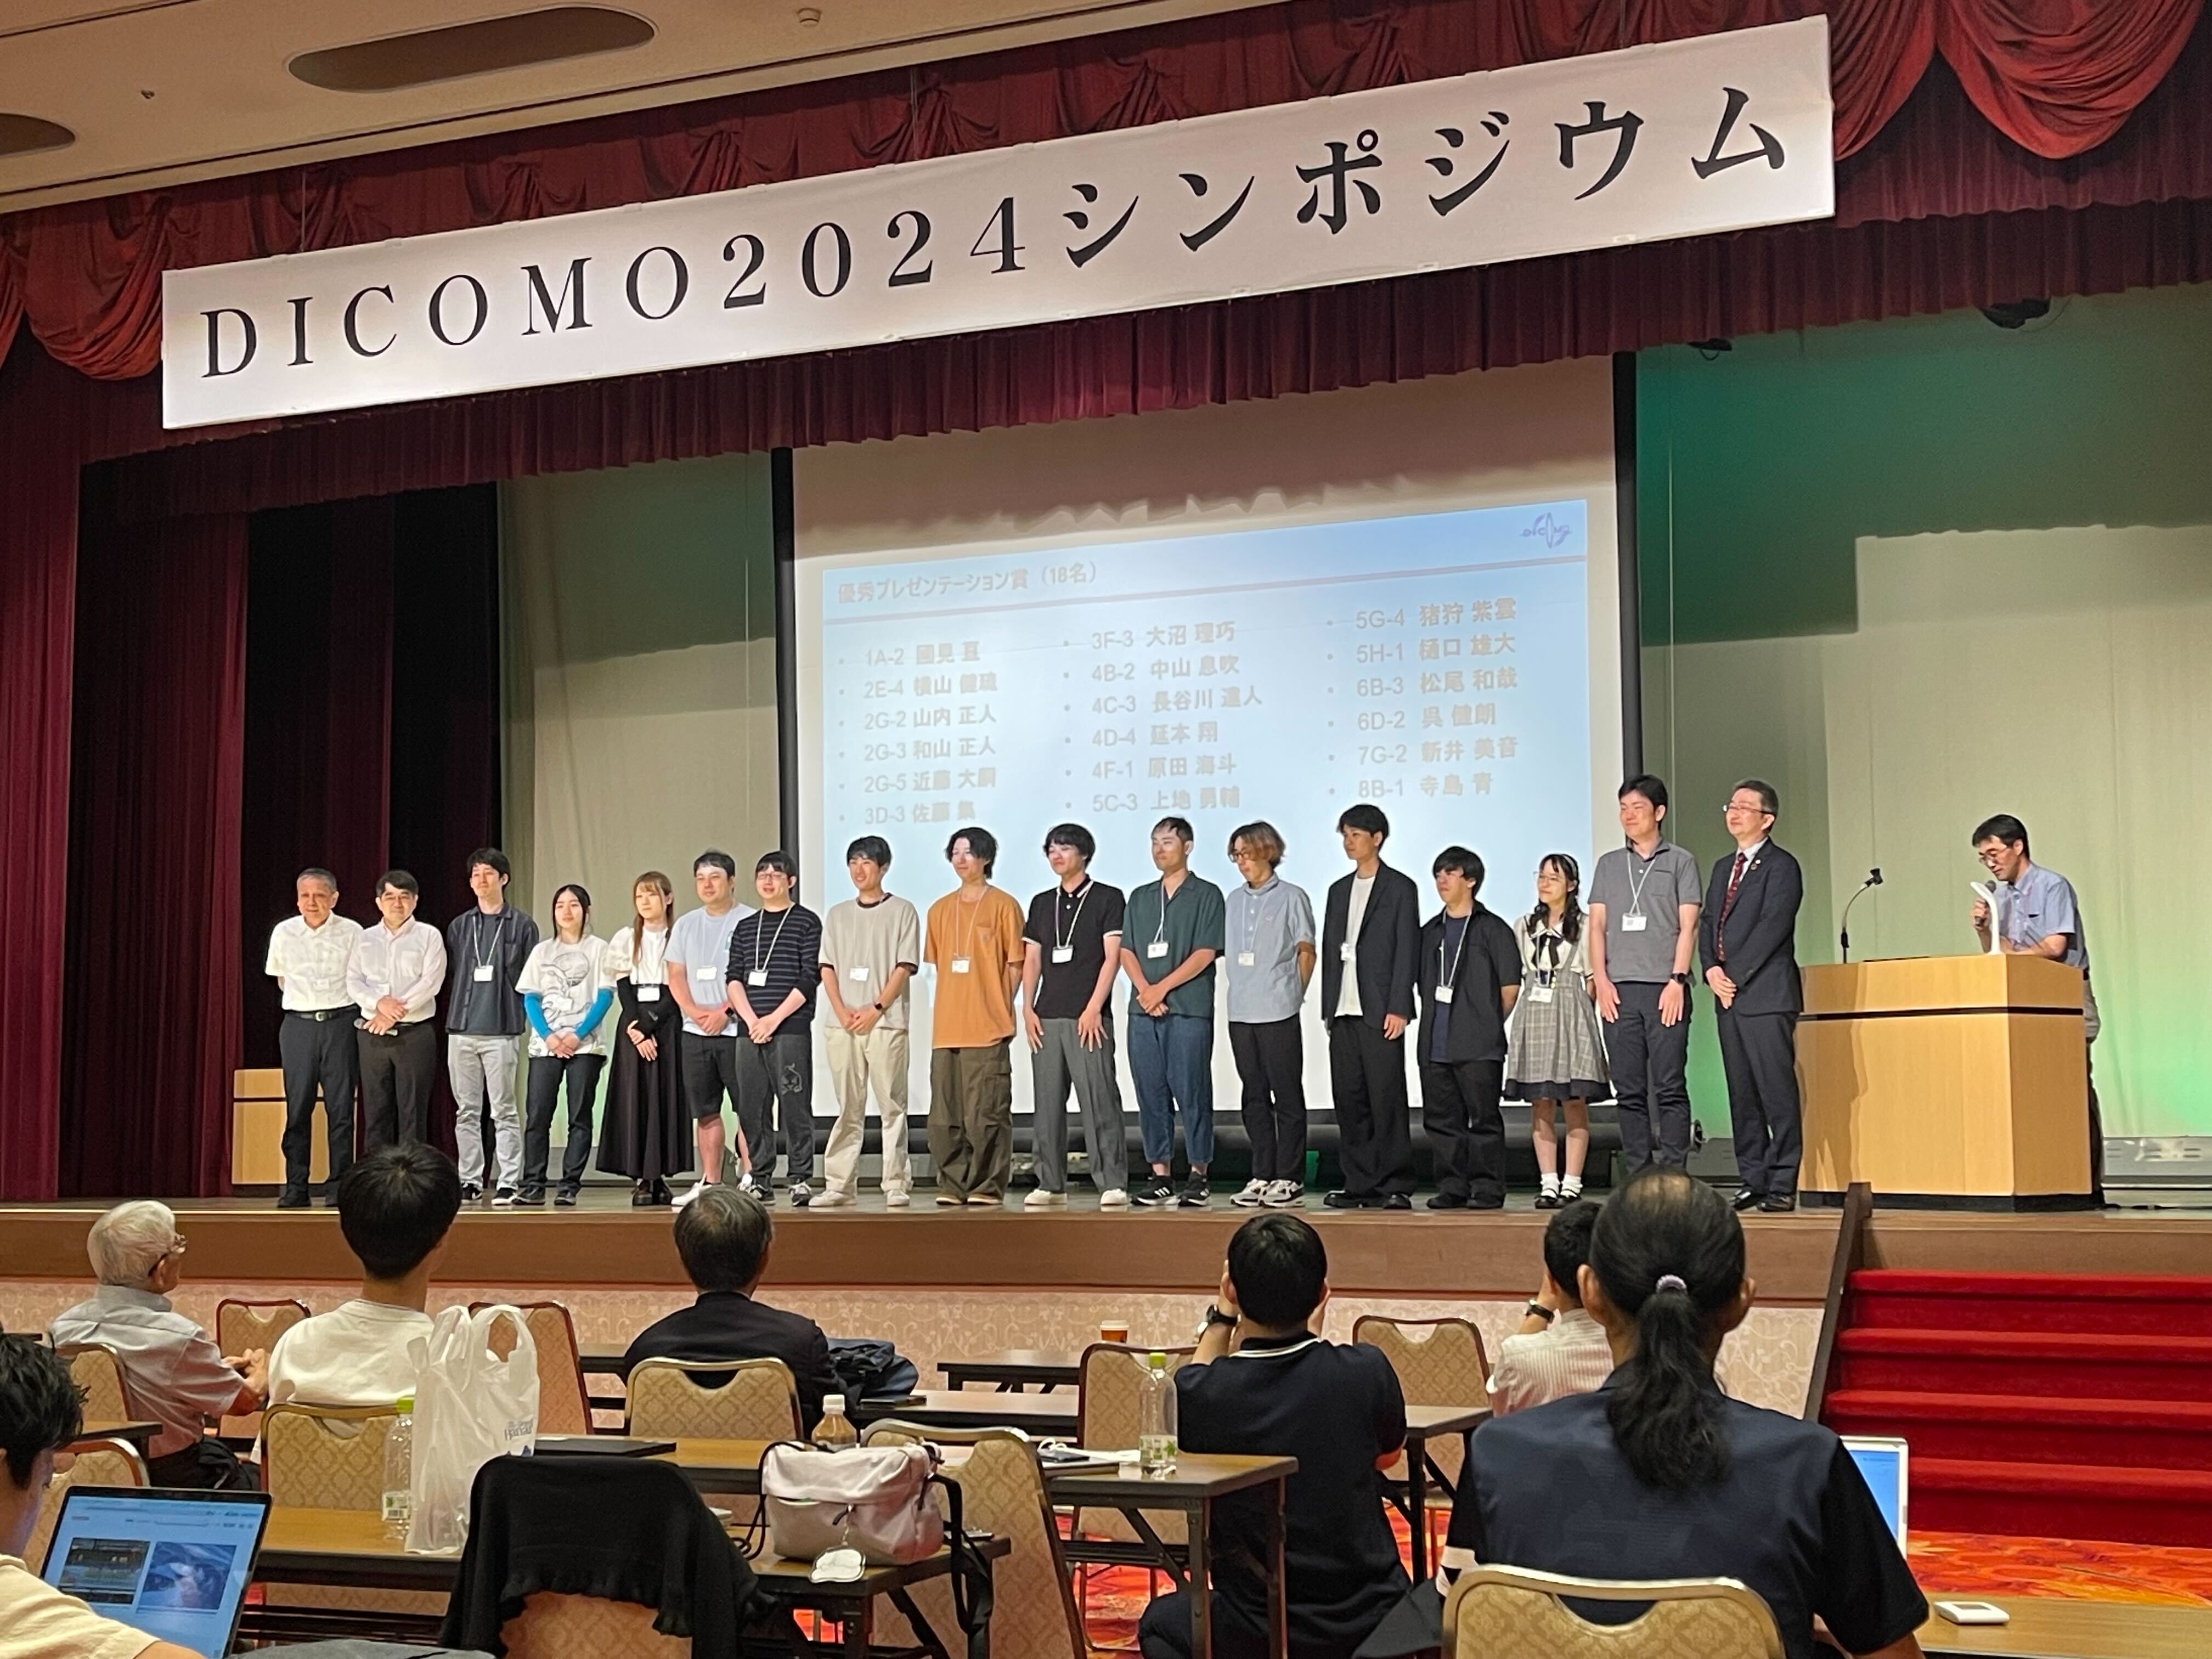 DICOMO2024シンポジウム
DICOMO
優秀プレゼンテーション賞（18名）
1A-2 國見 亘
2E-4 横山 健
2G-2 山内 正人
2G-3 和山 正人
2G-5 近藤 大嗣
3D-3 佐藤
3F-3 大沼 理巧
4B-2 中山 息吹
4C-3 長谷川 達人
4D-4 延本 翔
4F-1 原田 海斗
5C-3 上地 勇輔
5G-4 猪狩 紫雲
5H-1 樋口 雄大
6B-3 松尾 和哉
6D-2 呉 健朗
7G-2 新井 美音
8B-1 寺島 青